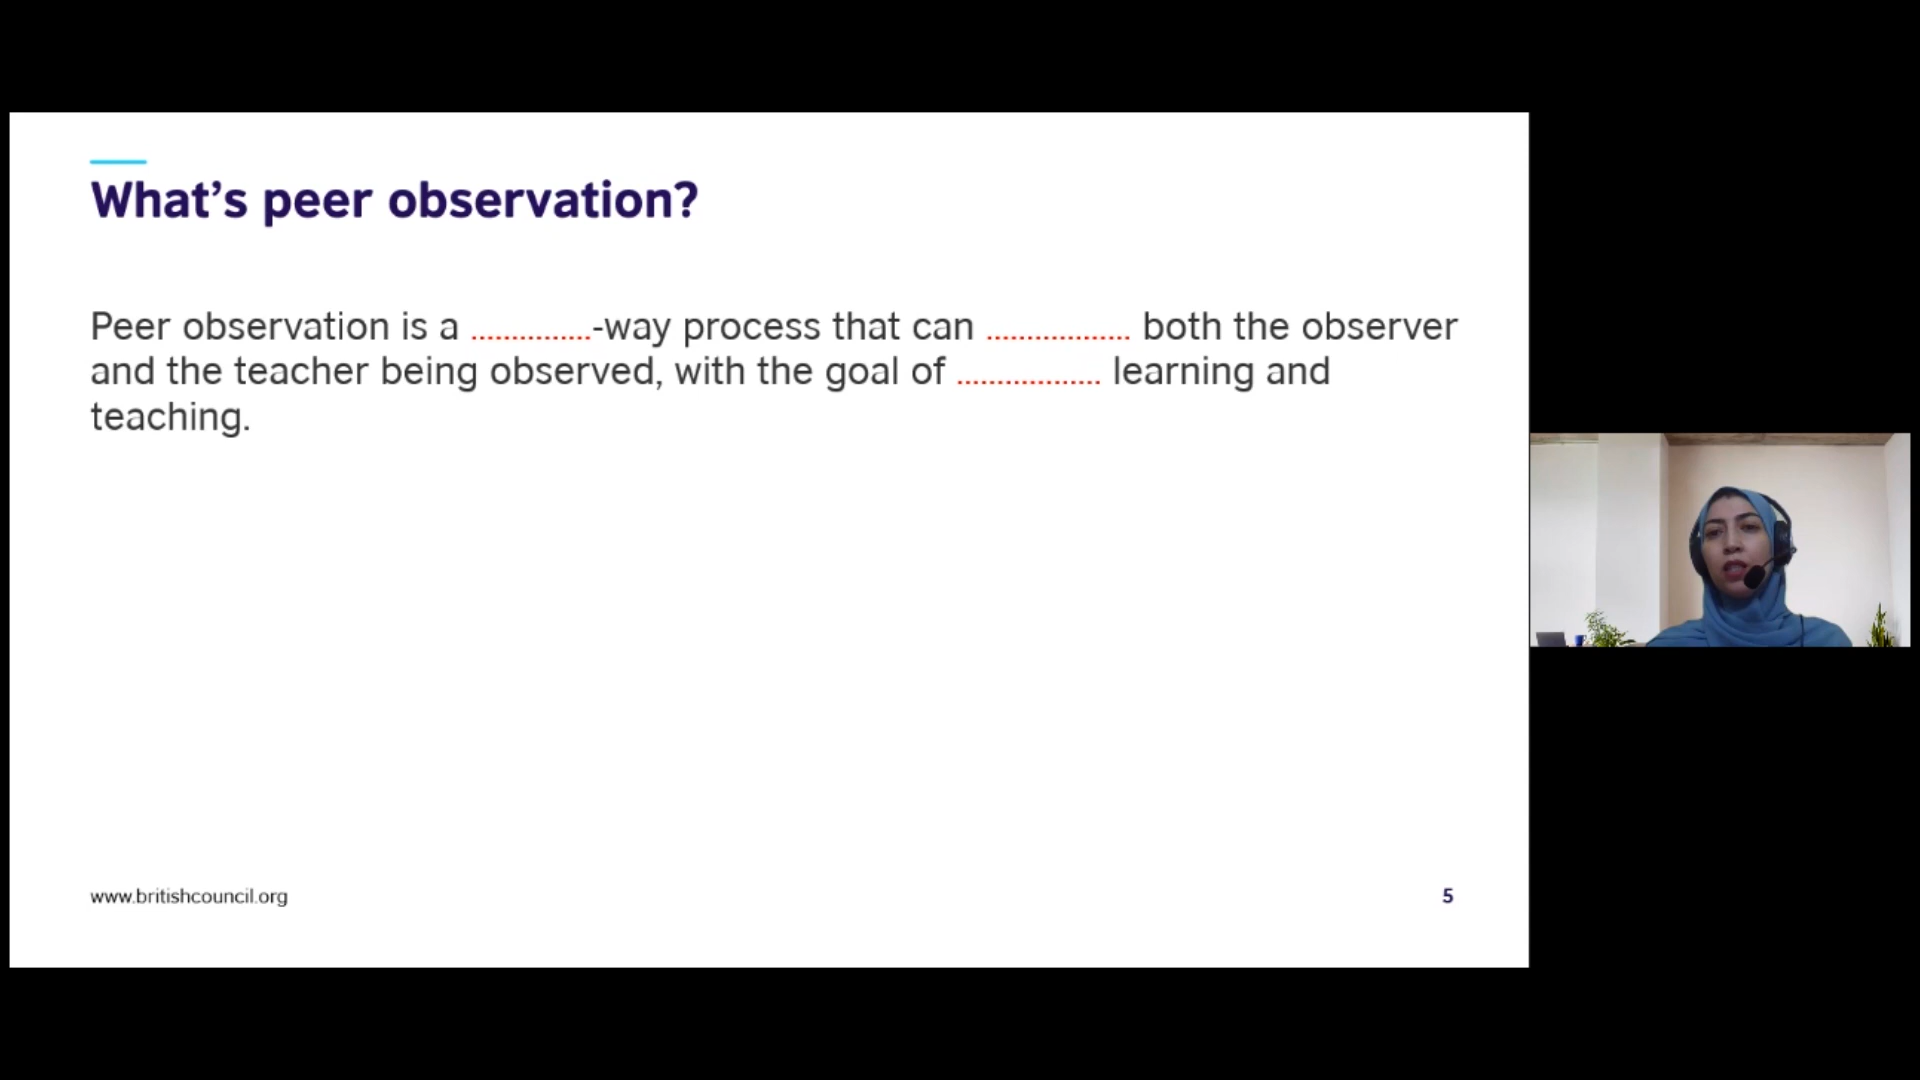 What's peer observation?
Peer observation is a ..............-way process that can ................. both the observer
and the teacher being observed, with the goal of ................. learning and
teaching.
www.britishcouncil.org
5